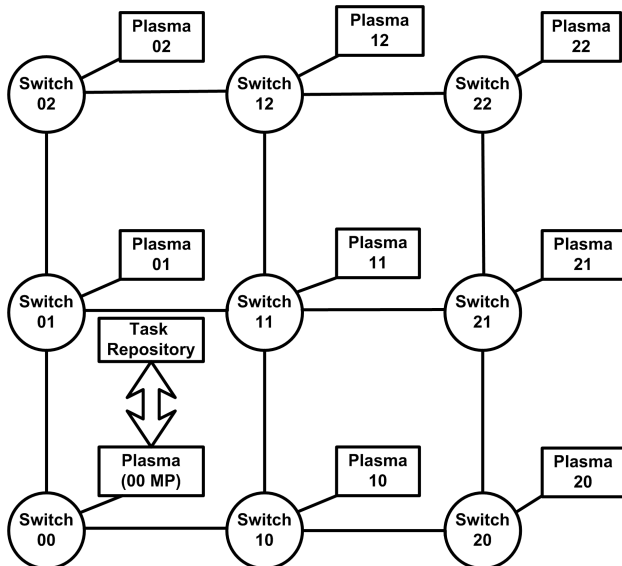 Plasma
02
Plasma
12
Plasma
22
Switch
02
Switch
12
Switch
22
Plasma
01
Plasma
11
Plasma
21
Switch
01
Switch
11
Switch
21
Task
Repository
Plasma
(00 MP)
Plasma
10
Plasma
20
Switch
00
Switch
10
Switch
20